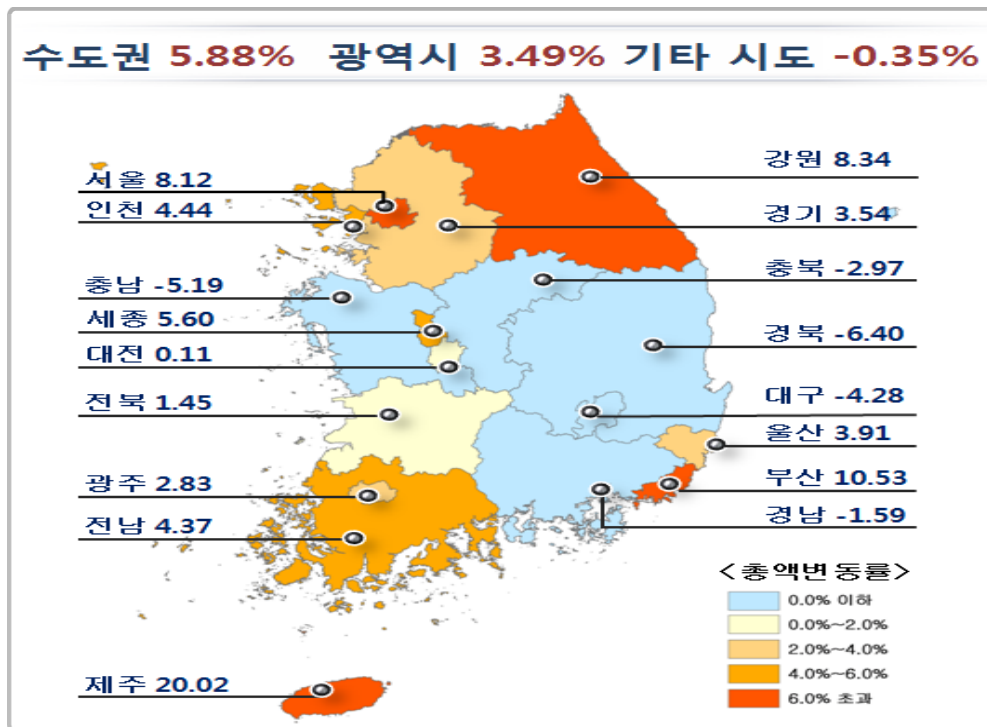 수도권 5.88% 광역시 3.49% 기타 시도 -0.35%
서울 8.12
인천 4.44
충남 -5.19
세종 5.60
대전 0.11
전북 1.45
광주 2.83
전남 4.37
제주 20.02
강원 8.34
경기 3.54
충북 -2.97
경북 -6.40
대구 -4.28
울산 3.91
부산 10.53
경남 -1.59
<총액변동률>
0.0% 이하
0.0%~2.0%
2.0%~4.0%
4.0%~6.0%
6.0% 초과